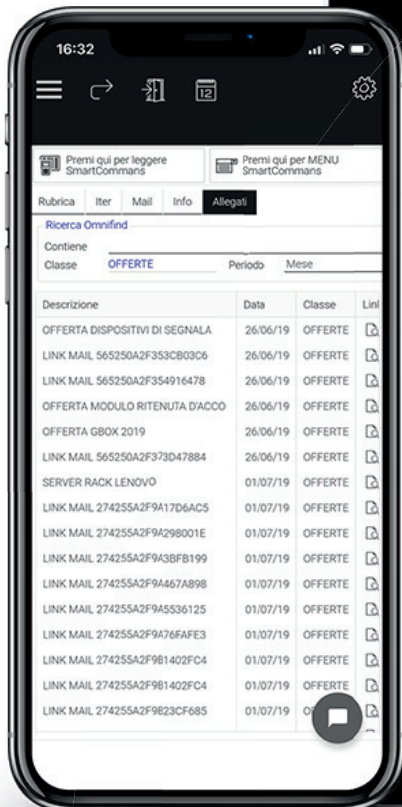 16:32
12
Premi qui per leggere
SmartCommans
Premi qui per MENU
SmartCommans
Rubrica Iter Mail Info Allegati
Ricerca Omnifind
Contiene
Classe OFFERTE Periodo Mese
Descrizione Data Classe Link
OFFERTA DISPOSITIVI DI SEGNALA 26/06/19 OFFERTE
LINK MAIL 565250A2F353CB03C6 26/06/19 OFFERTE
LINK MAIL 565250A2F354916478 26/06/19 OFFERTE
OFFERTA MODULO RITENUTA D'ACCO 26/06/19 OFFERTE
OFFERTA GBOX 2019 26/06/19 OFFERTE
LINK MAIL 565250A2F373D47884 26/06/19 OFFERTE
SERVER RACK LENOVO 01/07/19 OFFERTE
LINK MAIL 274255A2F9A17D6AC5 01/07/19 OFFERTE
LINK MAIL 274255A2F9A298001E 01/07/19 OFFERTE
LINK MAIL 274255A2F9A3BFB199 01/07/19 OFFERTE
LINK MAIL 274255A2F9A467A898 01/07/19 OFFERTE
LINK MAIL 274255A2F9A5536125 01/07/19 OFFERTE
LINK MAIL 274255A2F9A76FAFE3 01/07/19 OFFERTE
LINK MAIL 274255A2F9B1402FC4 01/07/19 OFFERTE
LINK MAIL 274255A2F9B1402FC4 01/07/19 OFFERTE
LINK MAIL 274255A2F9B23CF685 01/07/19